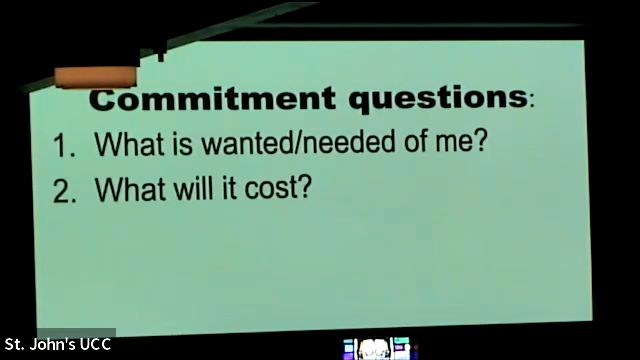 Commitment questions:
1. What is wanted/needed of me?
2. What will it cost?
St. John's UCC